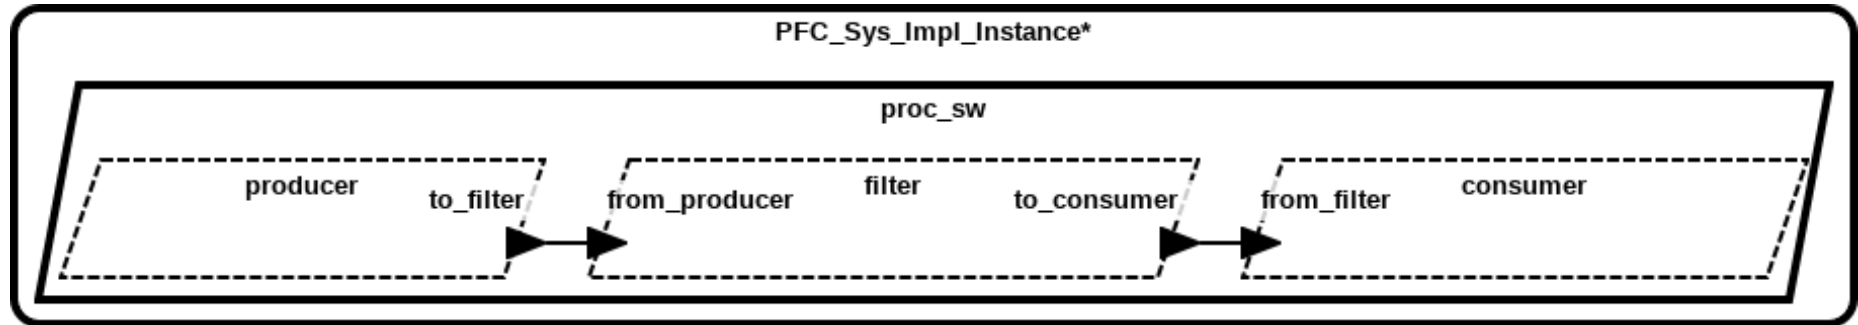 PFC_Sys_Impl_Instance*
proc_sw
producer
to_filter
from_producer
filter
to_consumer
from_filter
consumer